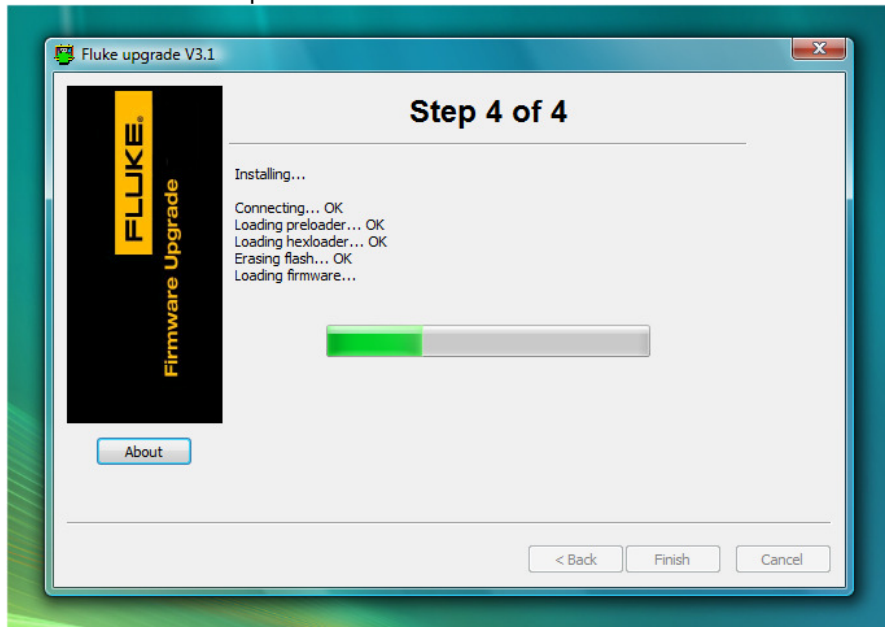 Fluke upgrade V3.1
FLUKE®
Firmware Upgrade
Step 4 of 4
Installing...
Connecting... OK
Loading preloader... OK
Loading hexloader... OK
Erasing flash... OK
Loading firmware...
About
< Back
Finish
Cancel